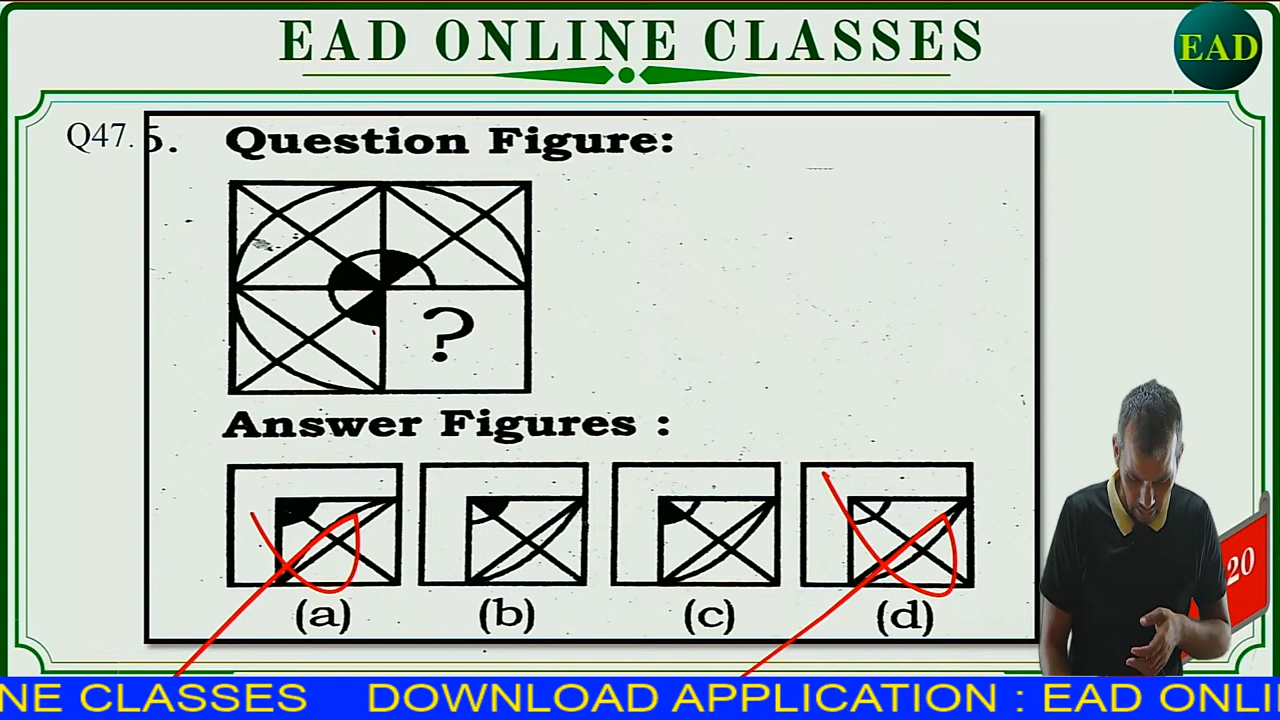 EAD ONLINE CLASSES
EAD
Q47. 5. Question Figure:
?
Answer Figures :
(a) (b) (c) (d)
20
NE CLASSES DOWNLOAD APPLICATION : EAD ONLI